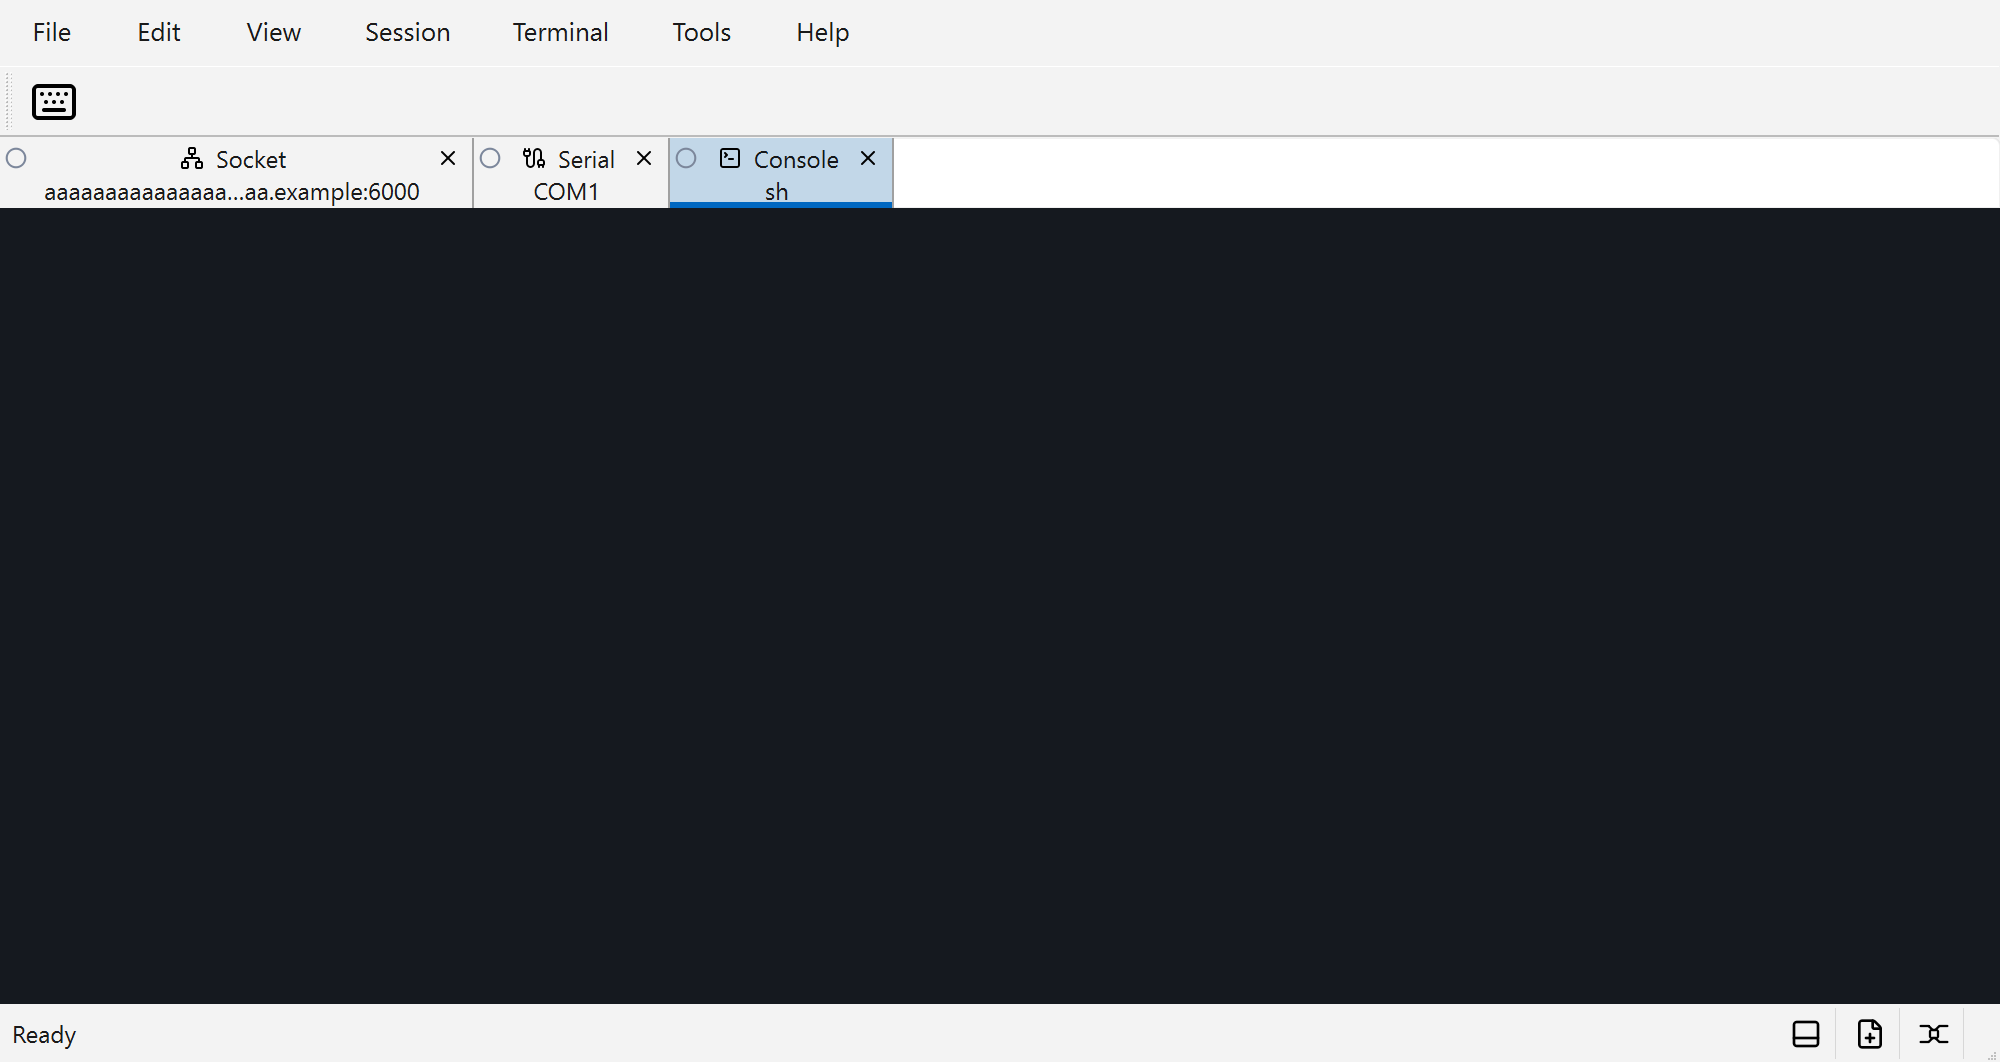 File Edit View Session Terminal Tools Help
Socket Serial Console
aaaaaaaaaaaaaaa...aa.example:6000 COM1 sh
Ready